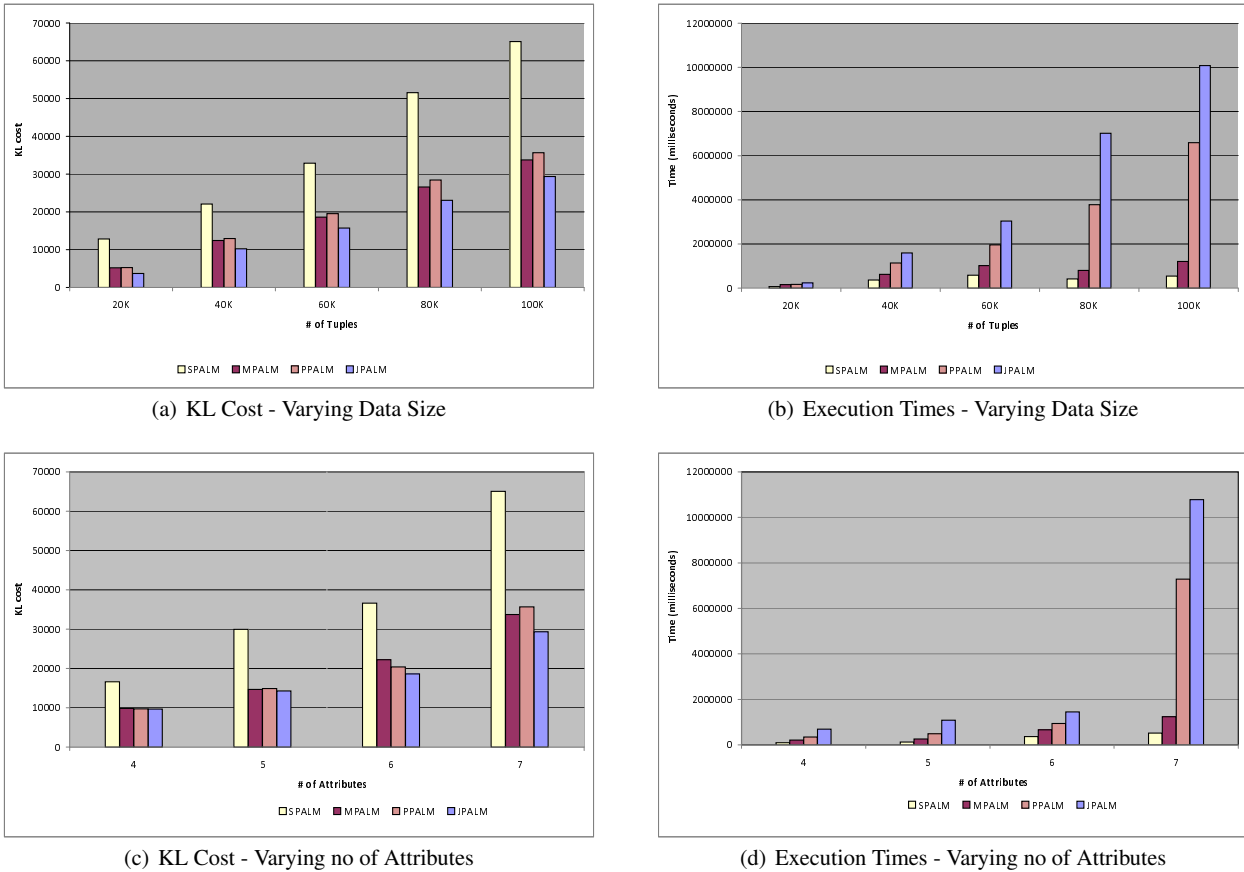 70000
60000
50000
40000
30000
20000
10000
0
KL cost
20K 40K 60K 80K 100K
# of Tuples
SPALM MPALM PPALM JPALM
(a) KL Cost - Varying Data Size
12000000
10000000
8000000
6000000
4000000
2000000
0
Time (milliseconds)
20K 40K 60K 80K 100K
# of Tuples
SPALM MPALM PPALM JPALM
(b) Execution Times - Varying Data Size
70000
60000
50000
40000
30000
20000
10000
0
KL cost
4 5 6 7
# of Attributes
SPALM MPALM PPALM JPALM
(c) KL Cost - Varying no of Attributes
12000000
10000000
8000000
6000000
4000000
2000000
0
Time (milliseconds)
4 5 6 7
# of Attributes
SPALM MPALM PPALM JPALM
(d) Execution Times - Varying no of Attributes